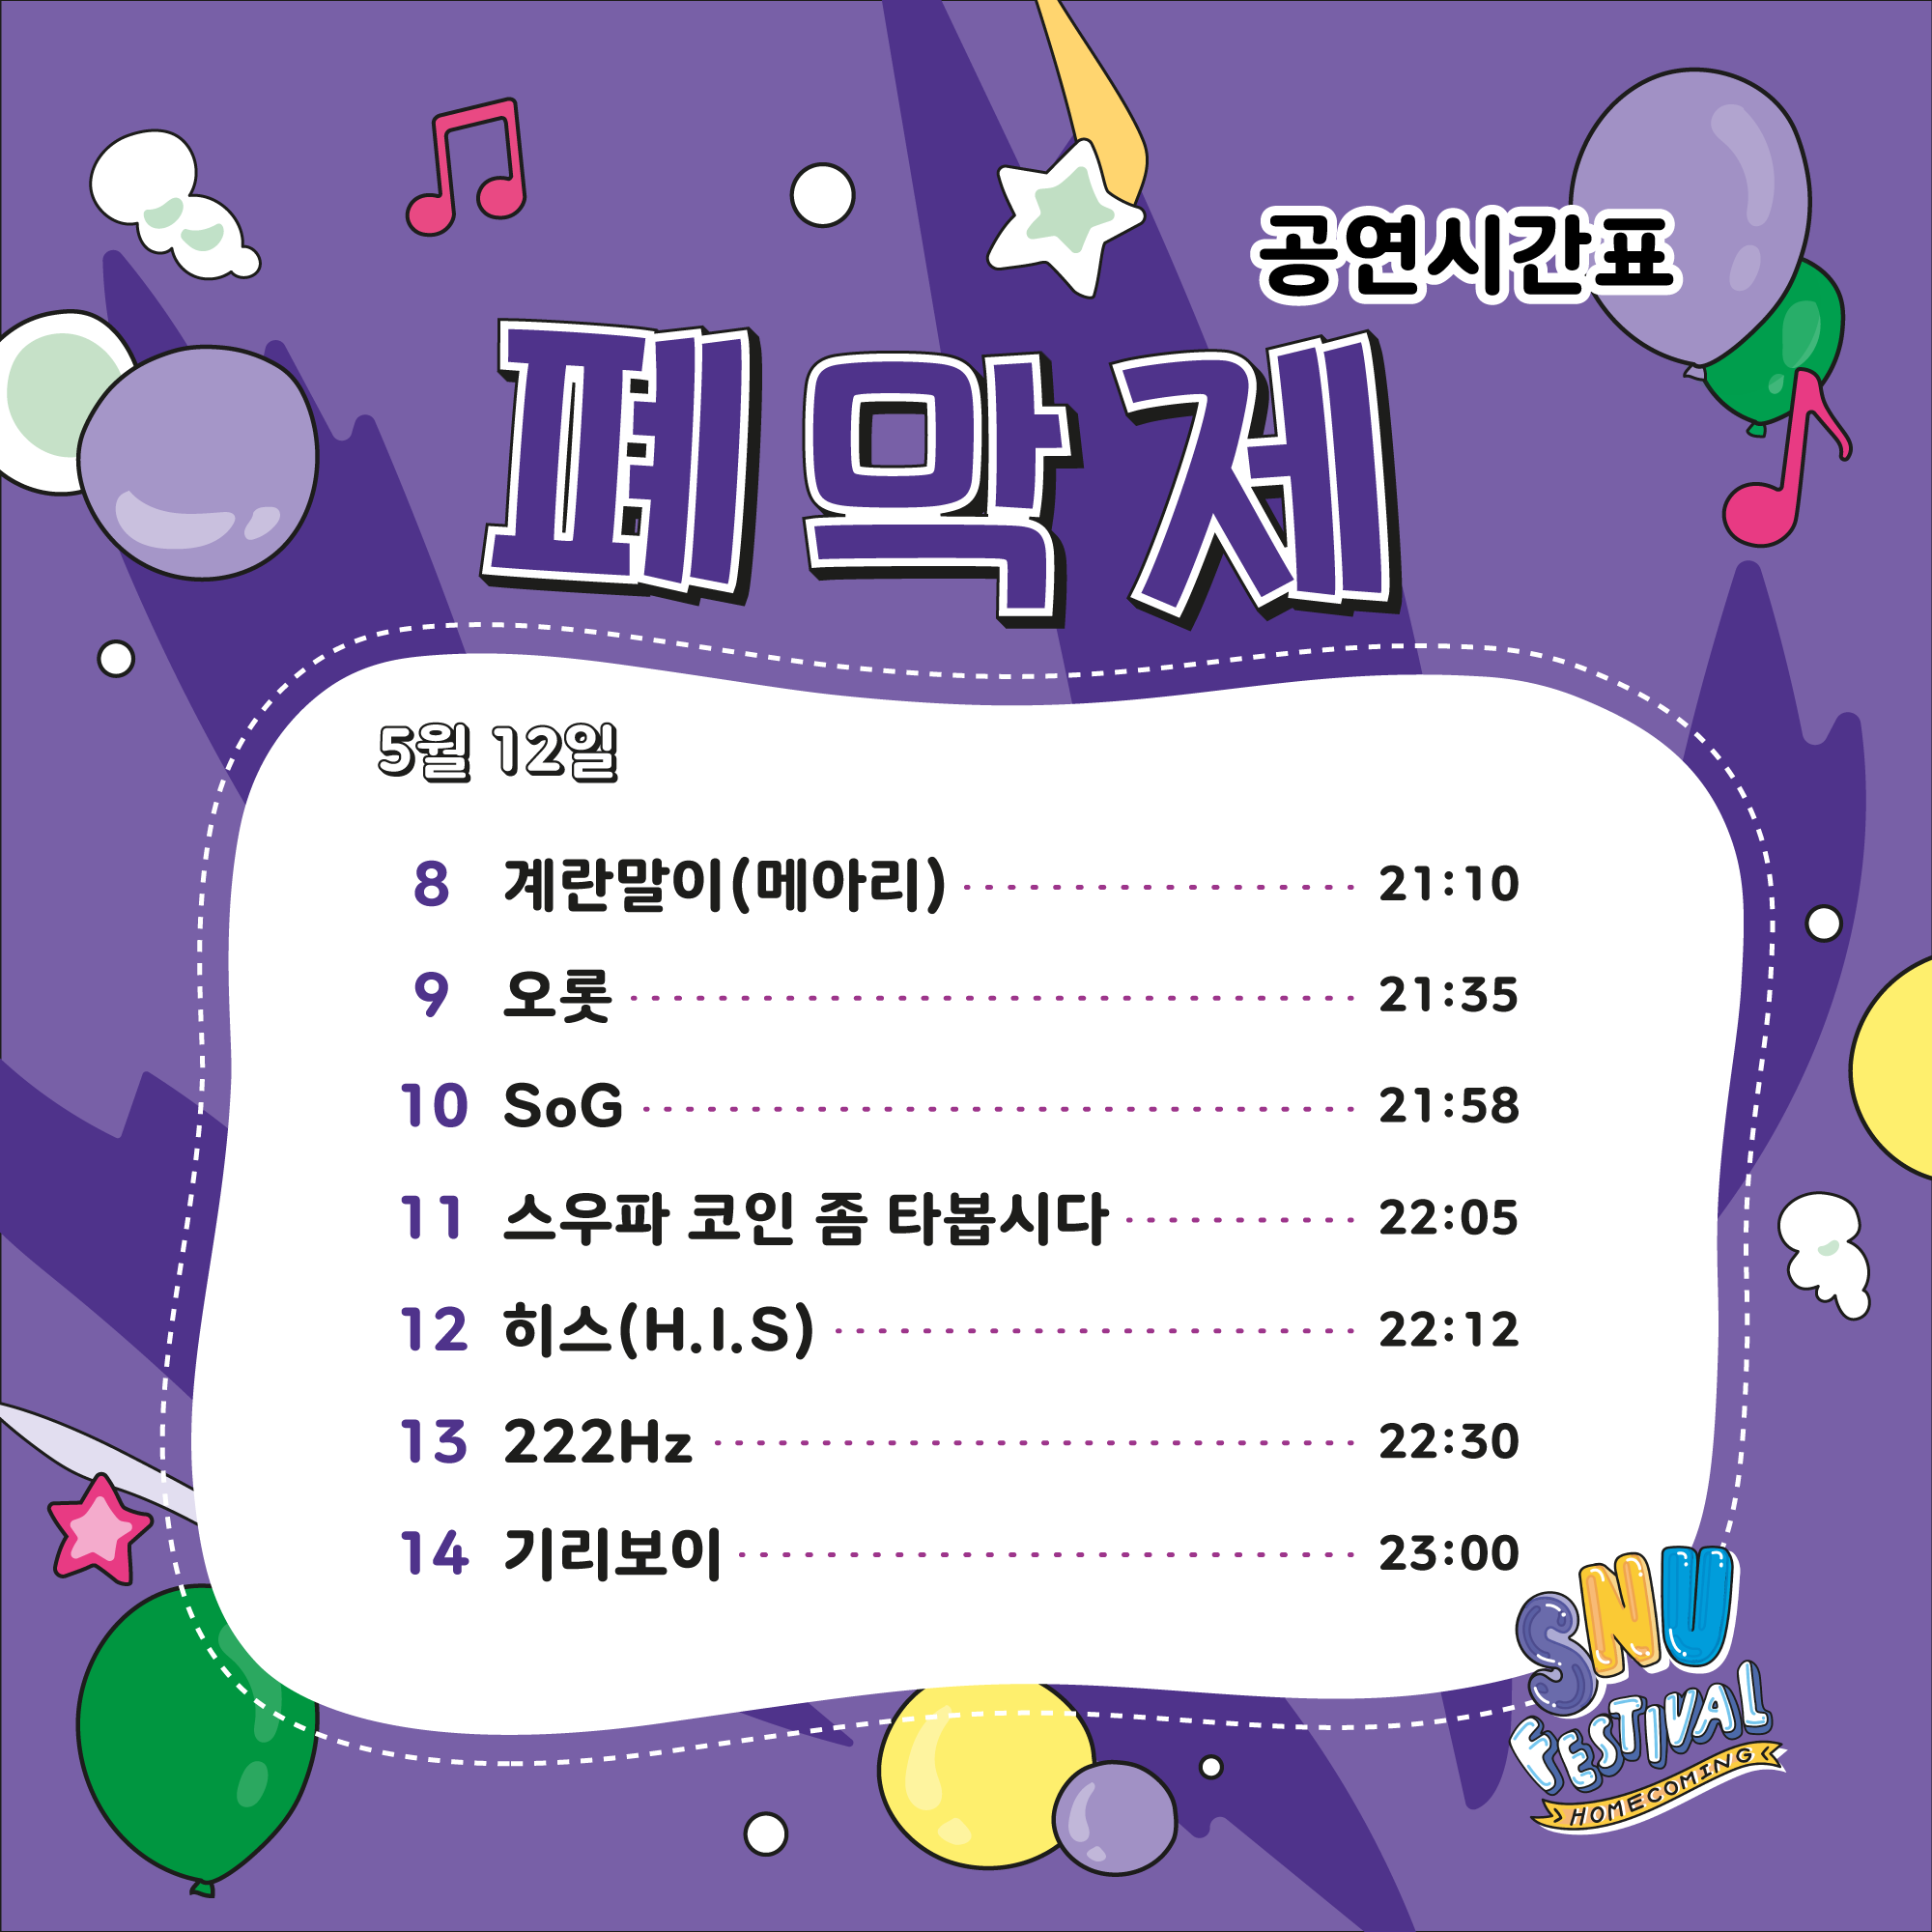 공연시간표
폐막제
5월 12일
8 계란말이(메아리) 21:10
9 오롯 21:35
10 SoG 21:58
11 스우파 코인 좀 타봅시다 22:05
12 히스(H.I.S) 22:12
13 222Hz 22:30
14 기리보이 23:00
SNU
FESTIVAL
HOMECOMING